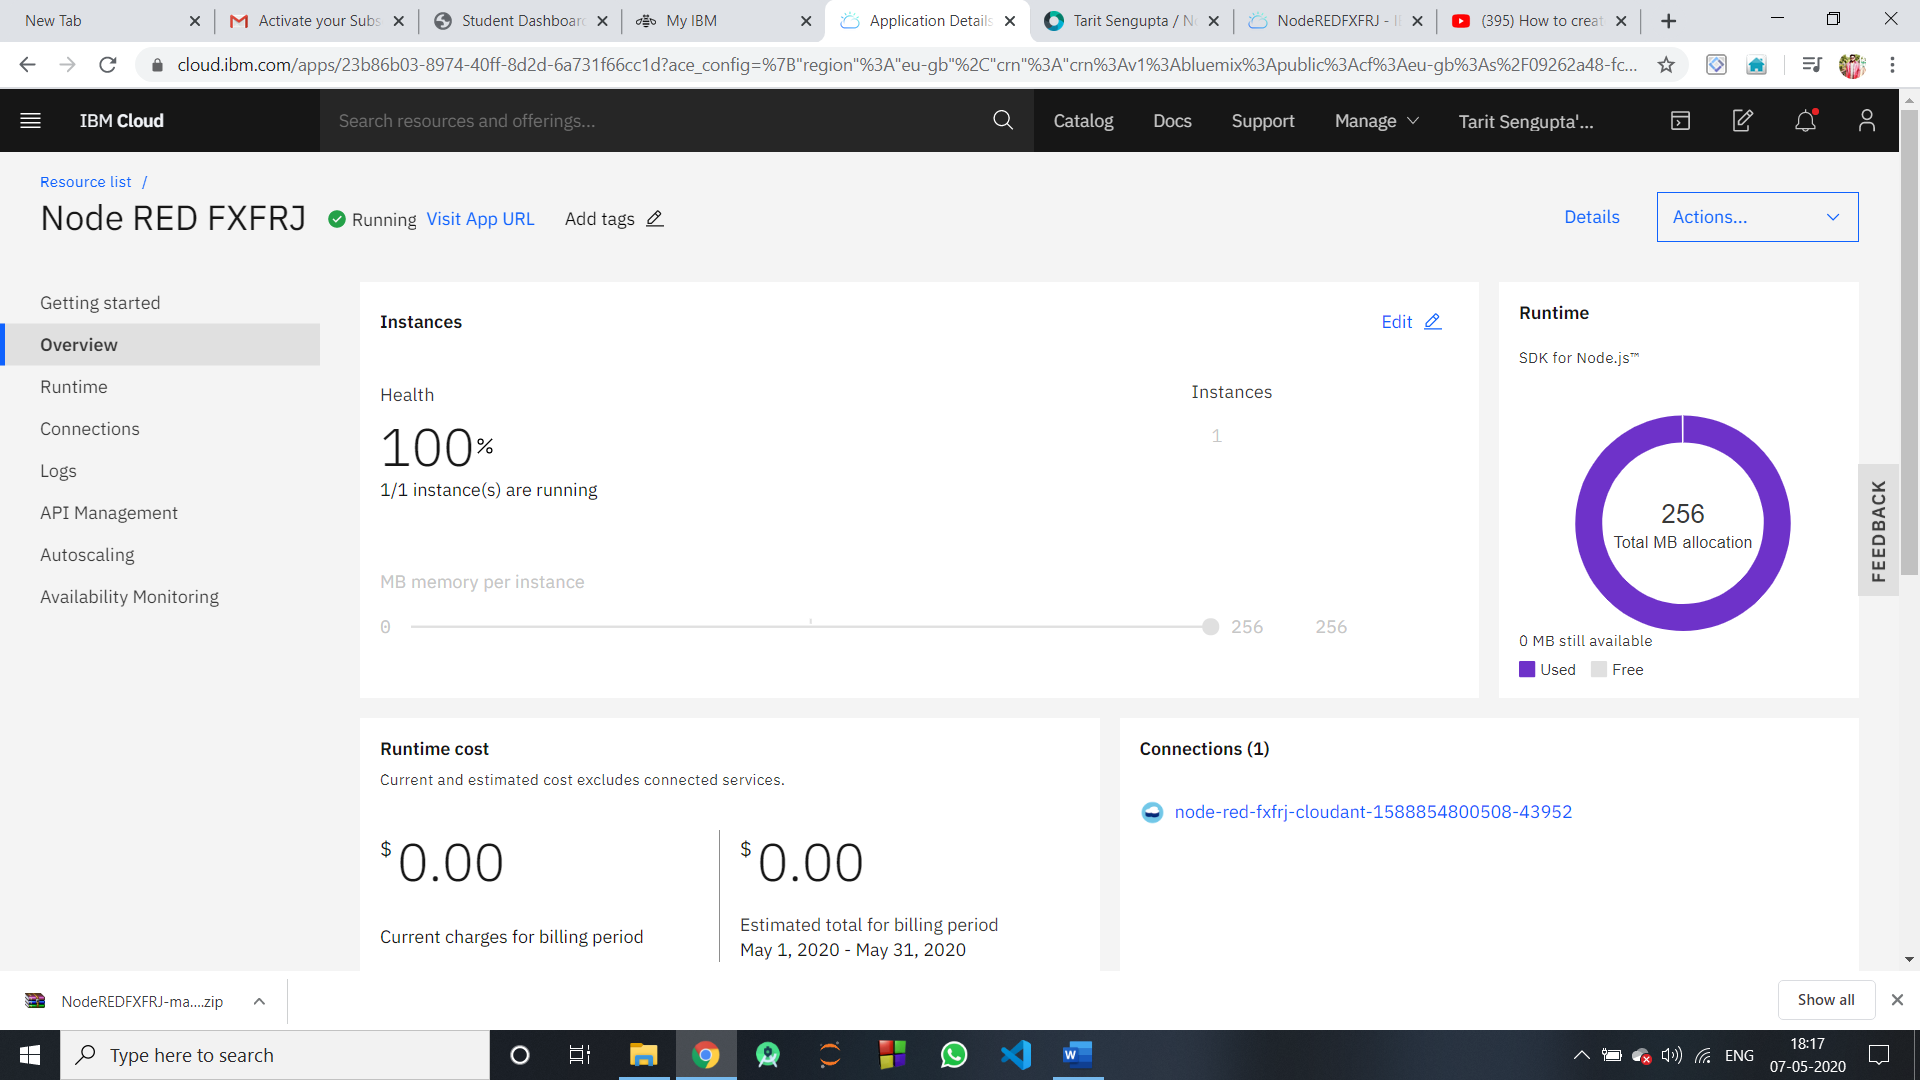 New Tab
Activate your Subs
Student Dashboard
My IBM
Application Details
Tarit Sengupta / No
NodeREDFXFRJ - I
(395) How to creat
cloud.ibm.com/apps/23b86b03-8974-40ff-8d2d-6a731f66cc1d?ace_config=%7B"region"%3A"eu-gb"%2C"crn"%3A"crn%3Av1%3Abluemix%3Apublic%3Acf%3Aeu-gb%3As%2F09262a48-fc...
IBM Cloud
Search resources and offerings...
Catalog
Docs
Support
Manage
Tarit Sengupta'...
Resource list /
Node RED FXFRJ
Running
Visit App URL
Add tags
Details
Actions...
Getting started
Overview
Runtime
Connections
Logs
API Management
Autoscaling
Availability Monitoring
Instances
Edit
Health
100%
1/1 instance(s) are running
Instances
1
MB memory per instance
0
256
256
Runtime
SDK for Node.js™
256
Total MB allocation
0 MB still available
Used
Free
FEEDBACK
Runtime cost
Current and estimated cost excludes connected services.
$0.00
Current charges for billing period
$0.00
Estimated total for billing period
May 1, 2020 - May 31, 2020
Connections (1)
node-red-fxfrj-cloudant-1588854800508-43952
NodeREDFXFRJ-ma....zip
Show all
Type here to search
ENG
18:17
07-05-2020